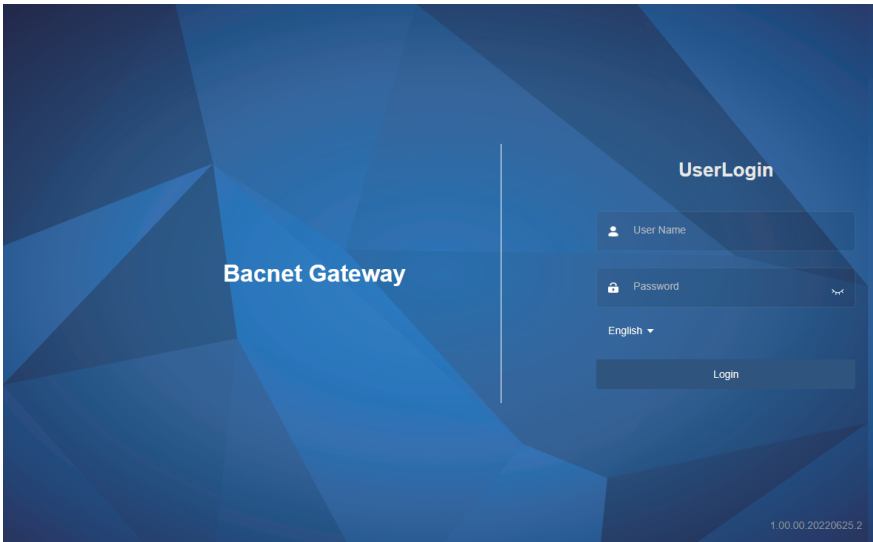 Bacnet Gateway
UserLogin
User Name
Password
English
Login
1.00.00.20220625.2